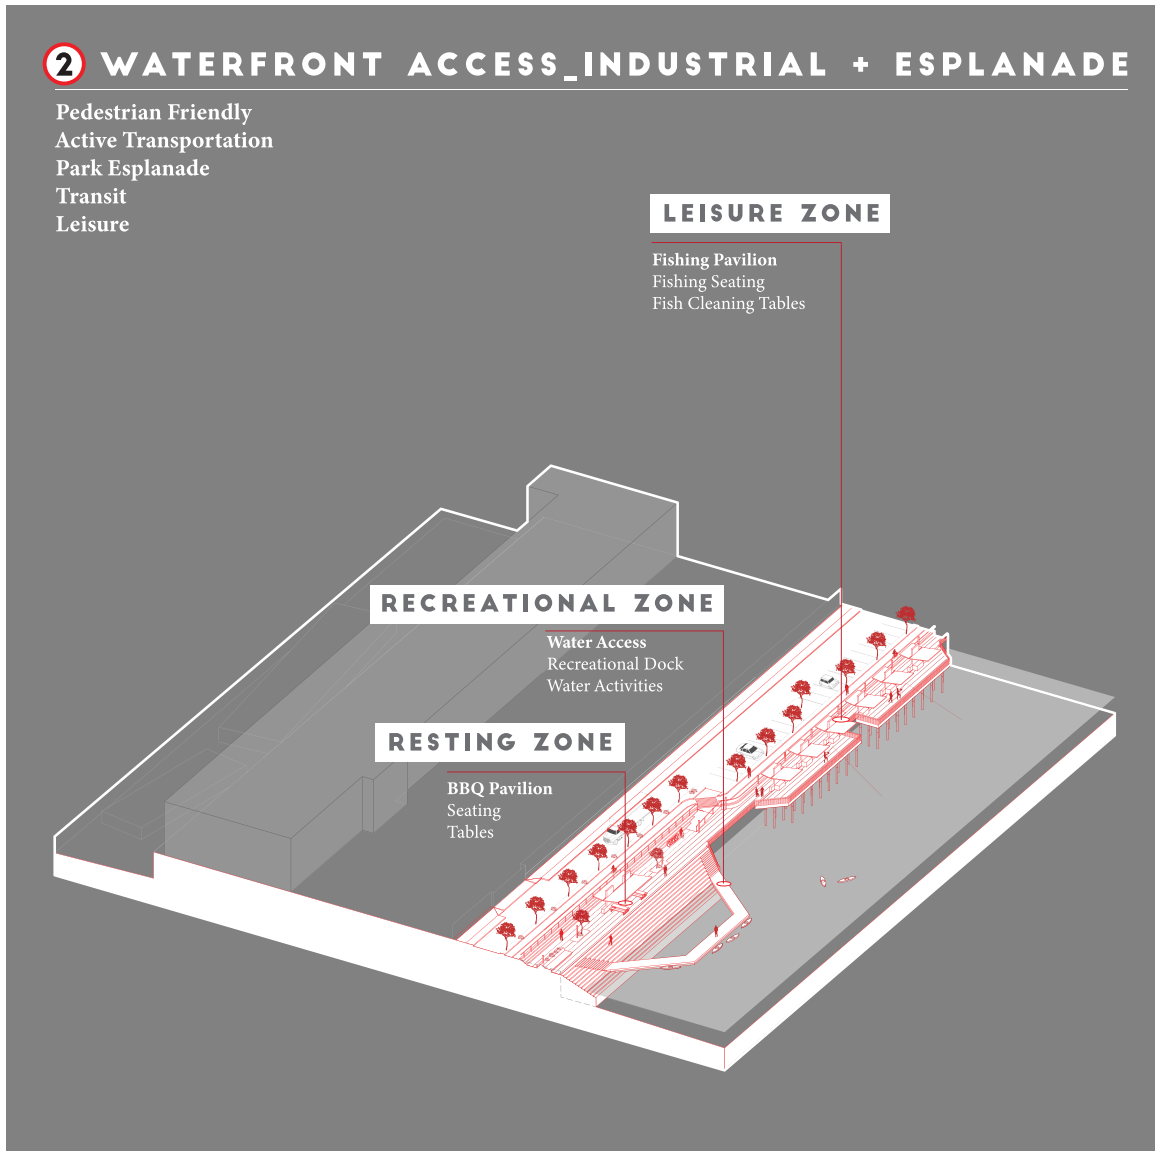 2 WATERFRONT ACCESS_INDUSTRIAL + ESPLANADE
Pedestrian Friendly
Active Transportation
Park Esplanade
Transit
Leisure
LEISURE ZONE
Fishing Pavilion
Fishing Seating
Fish Cleaning Tables
RECREATIONAL ZONE
Water Access
Recreational Dock
Water Activities
RESTING ZONE
BBQ Pavilion
Seating
Tables